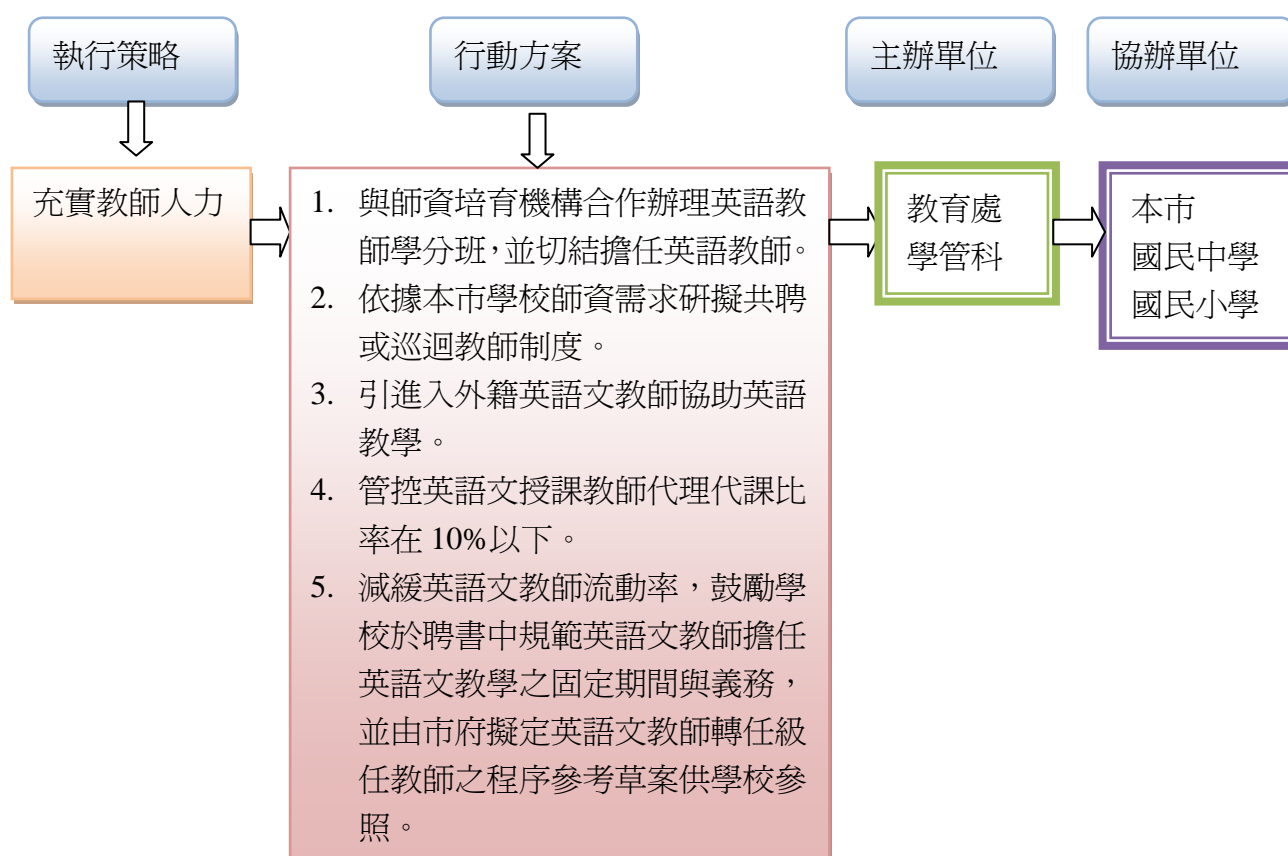 執行策略
行動方案
主辦單位
協辦單位
充實教師人力
1. 與師資培育機構合作辦理英語教
師學分班,並切結擔任英語教師。
2. 依據本市學校師資需求研擬共聘
或巡迴教師制度。
3. 引進入外籍英語文教師協助英語
教學。
4. 管控英語文授課教師代理代課比
率在 10%以下。
5. 減緩英語文教師流動率，鼓勵學
校於聘書中規範英語文教師擔任
英語文教學之固定期間與義務，
並由市府擬定英語文教師轉任級
任教師之程序參考草案供學校參
照。
教育處
學管科
本市
國民中學
國民小學